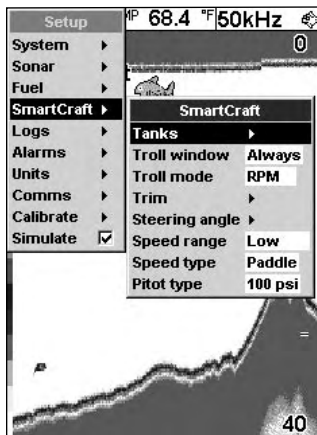 Setup
MP 68.4 °F 50kHz
System
0
Sonar
Fuel
SmartCraft
SmartCraft
Logs
Tanks
Alarms
Troll window Always
Units
Troll mode RPM
Comms
Trim
Calibrate
Steering angle
Simulate
Speed range Low
Speed type Paddle
Pitot type 100 psi
40